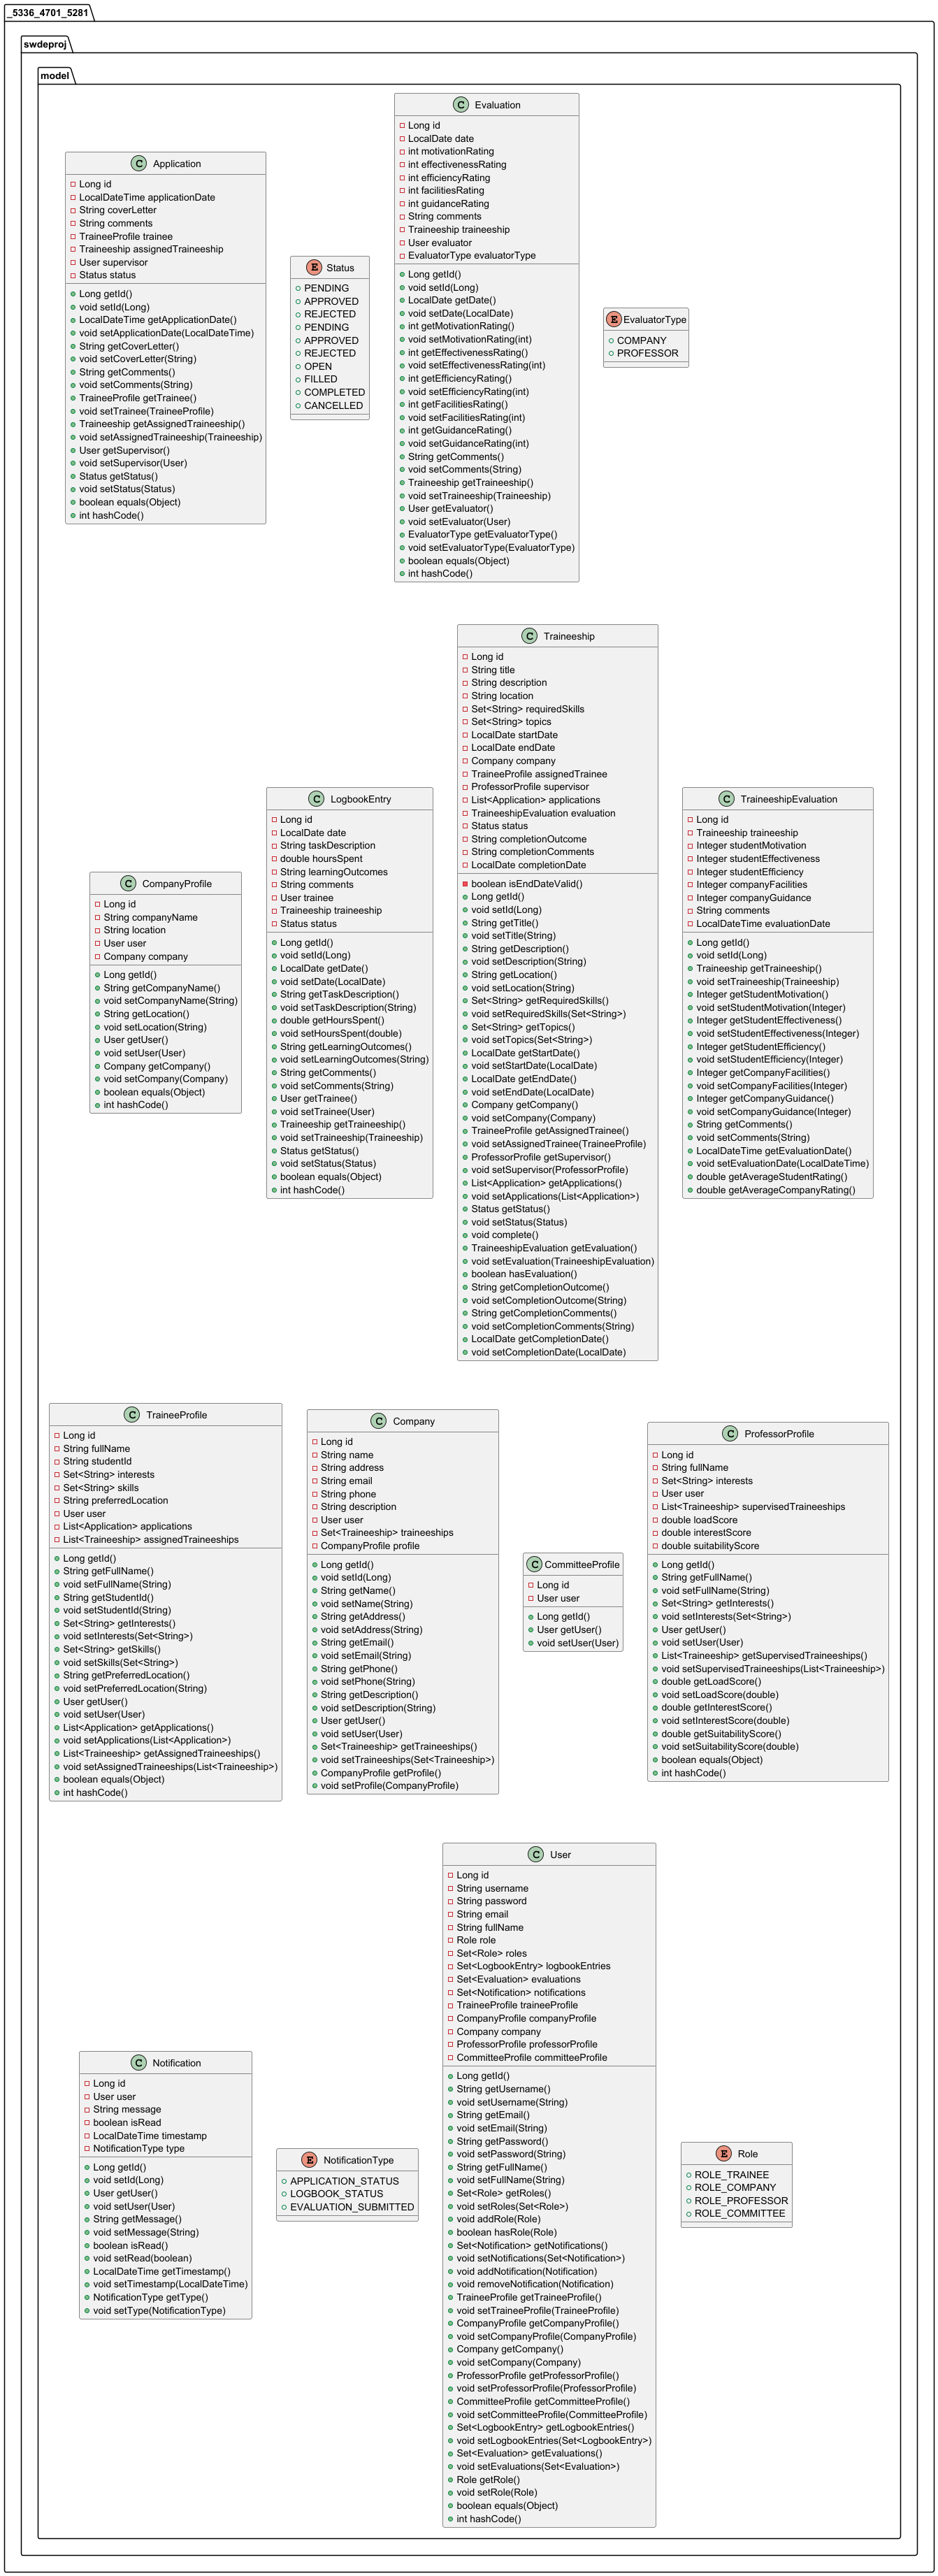 _5336_4701_5281
swdeproj
model
Application
Long id
LocalDateTime applicationDate
String coverLetter
String comments
TraineeProfile trainee
Traineeship assignedTraineeship
User supervisor
Status status
Long getId()
void setId(Long)
LocalDateTime getApplicationDate()
void setApplicationDate(LocalDateTime)
String getCoverLetter()
void setCoverLetter(String)
String getComments()
void setComments(String)
TraineeProfile getTrainee()
void setTrainee(TraineeProfile)
Traineeship getAssignedTraineeship()
void setAssignedTraineeship(Traineeship)
User getSupervisor()
void setSupervisor(User)
Status getStatus()
void setStatus(Status)
boolean equals(Object)
int hashCode()
Status
PENDING
APPROVED
REJECTED
PENDING
APPROVED
REJECTED
OPEN
FILLED
COMPLETED
CANCELLED
Evaluation
Long id
LocalDate date
int motivationRating
int effectivenessRating
int efficiencyRating
int facilitiesRating
int guidanceRating
String comments
Traineeship traineeship
User evaluator
EvaluatorType evaluatorType
Long getId()
void setId(Long)
LocalDate getDate()
void setDate(LocalDate)
int getMotivationRating()
void setMotivationRating(int)
int getEffectivenessRating()
void setEffectivenessRating(int)
int getEfficiencyRating()
void setEfficiencyRating(int)
int getFacilitiesRating()
void setFacilitiesRating(int)
int getGuidanceRating()
void setGuidanceRating(int)
String getComments()
void setComments(String)
Traineeship getTraineeship()
void setTraineeship(Traineeship)
User getEvaluator()
void setEvaluator(User)
EvaluatorType getEvaluatorType()
void setEvaluatorType(EvaluatorType)
boolean equals(Object)
int hashCode()
EvaluatorType
COMPANY
PROFESSOR
CompanyProfile
Long id
String companyName
String location
User user
Company company
Long getId()
String getCompanyName()
void setCompanyName(String)
String getLocation()
void setLocation(String)
User getUser()
void setUser(User)
Company getCompany()
void setCompany(Company)
boolean equals(Object)
int hashCode()
LogbookEntry
Long id
LocalDate date
String taskDescription
double hoursSpent
String learningOutcomes
String comments
User trainee
Traineeship traineeship
Status status
Long getId()
void setId(Long)
LocalDate getDate()
void setDate(LocalDate)
String getTaskDescription()
void setTaskDescription(String)
double getHoursSpent()
void setHoursSpent(double)
String getLearningOutcomes()
void setLearningOutcomes(String)
String getComments()
void setComments(String)
User getTrainee()
void setTrainee(User)
Traineeship getTraineeship()
void setTraineeship(Traineeship)
Status getStatus()
void setStatus(Status)
boolean equals(Object)
int hashCode()
Traineeship
Long id
String title
String description
String location
Set<String> requiredSkills
Set<String> topics
LocalDate startDate
LocalDate endDate
Company company
TraineeProfile assignedTrainee
ProfessorProfile supervisor
List<Application> applications
TraineeshipEvaluation evaluation
Status status
String completionOutcome
String completionComments
LocalDate completionDate
boolean isEndDateValid()
Long getId()
void setId(Long)
String getTitle()
void setTitle(String)
String getDescription()
void setDescription(String)
String getLocation()
void setLocation(String)
Set<String> getRequiredSkills()
void setRequiredSkills(Set<String>)
Set<String> getTopics()
void setTopics(Set<String>)
LocalDate getStartDate()
void setStartDate(LocalDate)
LocalDate getEndDate()
void setEndDate(LocalDate)
Company getCompany()
void setCompany(Company)
TraineeProfile getAssignedTrainee()
void setAssignedTrainee(TraineeProfile)
ProfessorProfile getSupervisor()
void setSupervisor(ProfessorProfile)
List<Application> getApplications()
void setApplications(List<Application>)
Status getStatus()
void setStatus(Status)
void complete()
TraineeshipEvaluation getEvaluation()
void setEvaluation(TraineeshipEvaluation)
boolean hasEvaluation()
String getCompletionOutcome()
void setCompletionOutcome(String)
String getCompletionComments()
void setCompletionComments(String)
LocalDate getCompletionDate()
void setCompletionDate(LocalDate)
TraineeshipEvaluation
Long id
Traineeship traineeship
Integer studentMotivation
Integer studentEffectiveness
Integer studentEfficiency
Integer companyFacilities
Integer companyGuidance
String comments
LocalDateTime evaluationDate
Long getId()
void setId(Long)
Traineeship getTraineeship()
void setTraineeship(Traineeship)
Integer getStudentMotivation()
void setStudentMotivation(Integer)
Integer getStudentEffectiveness()
void setStudentEffectiveness(Integer)
Integer getStudentEfficiency()
void setStudentEfficiency(Integer)
Integer getCompanyFacilities()
void setCompanyFacilities(Integer)
Integer getCompanyGuidance()
void setCompanyGuidance(Integer)
String getComments()
void setComments(String)
LocalDateTime getEvaluationDate()
void setEvaluationDate(LocalDateTime)
double getAverageStudentRating()
double getAverageCompanyRating()
TraineeProfile
Long id
String fullName
String studentId
Set<String> interests
Set<String> skills
String preferredLocation
User user
List<Application> applications
List<Traineeship> assignedTraineeships
Long getId()
String getFullName()
void setFullName(String)
String getStudentId()
void setStudentId(String)
Set<String> getInterests()
void setInterests(Set<String>)
Set<String> getSkills()
void setSkills(Set<String>)
String getPreferredLocation()
void setPreferredLocation(String)
User getUser()
void setUser(User)
List<Application> getApplications()
void setApplications(List<Application>)
List<Traineeship> getAssignedTraineeships()
void setAssignedTraineeships(List<Traineeship>)
boolean equals(Object)
int hashCode()
Company
Long id
String name
String address
String email
String phone
String description
User user
Set<Traineeship> traineeships
CompanyProfile profile
Long getId()
void setId(Long)
String getName()
void setName(String)
String getAddress()
void setAddress(String)
String getEmail()
void setEmail(String)
String getPhone()
void setPhone(String)
String getDescription()
void setDescription(String)
User getUser()
void setUser(User)
Set<Traineeship> getTraineeships()
void setTraineeships(Set<Traineeship>)
CompanyProfile getProfile()
void setProfile(CompanyProfile)
CommitteeProfile
Long id
User user
Long getId()
User getUser()
void setUser(User)
ProfessorProfile
Long id
String fullName
Set<String> interests
User user
List<Traineeship> supervisedTraineeships
double loadScore
double interestScore
double suitabilityScore
Long getId()
String getFullName()
void setFullName(String)
Set<String> getInterests()
void setInterests(Set<String>)
User getUser()
void setUser(User)
List<Traineeship> getSupervisedTraineeships()
void setSupervisedTraineeships(List<Traineeship>)
double getLoadScore()
void setLoadScore(double)
double getInterestScore()
void setInterestScore(double)
double getSuitabilityScore()
void setSuitabilityScore(double)
boolean equals(Object)
int hashCode()
Notification
Long id
User user
String message
boolean isRead
LocalDateTime timestamp
NotificationType type
Long getId()
void setId(Long)
User getUser()
void setUser(User)
String getMessage()
void setMessage(String)
boolean isRead()
void setRead(boolean)
LocalDateTime getTimestamp()
void setTimestamp(LocalDateTime)
NotificationType getType()
void setType(NotificationType)
NotificationType
APPLICATION_STATUS
LOGBOOK_STATUS
EVALUATION_SUBMITTED
User
Long id
String username
String password
String email
String fullName
Role role
Set<Role> roles
Set<LogbookEntry> logbookEntries
Set<Evaluation> evaluations
Set<Notification> notifications
TraineeProfile traineeProfile
CompanyProfile companyProfile
Company company
ProfessorProfile professorProfile
CommitteeProfile committeeProfile
Long getId()
String getUsername()
void setUsername(String)
String getEmail()
void setEmail(String)
String getPassword()
void setPassword(String)
String getFullName()
void setFullName(String)
Set<Role> getRoles()
void setRoles(Set<Role>)
void addRole(Role)
boolean hasRole(Role)
Set<Notification> getNotifications()
void setNotifications(Set<Notification>)
void addNotification(Notification)
void removeNotification(Notification)
TraineeProfile getTraineeProfile()
void setTraineeProfile(TraineeProfile)
CompanyProfile getCompanyProfile()
void setCompanyProfile(CompanyProfile)
Company getCompany()
void setCompany(Company)
ProfessorProfile getProfessorProfile()
void setProfessorProfile(ProfessorProfile)
CommitteeProfile getCommitteeProfile()
void setCommitteeProfile(CommitteeProfile)
Set<LogbookEntry> getLogbookEntries()
void setLogbookEntries(Set<LogbookEntry>)
Set<Evaluation> getEvaluations()
void setEvaluations(Set<Evaluation>)
Role getRole()
void setRole(Role)
boolean equals(Object)
int hashCode()
Role
ROLE_TRAINEE
ROLE_COMPANY
ROLE_PROFESSOR
ROLE_COMMITTEE